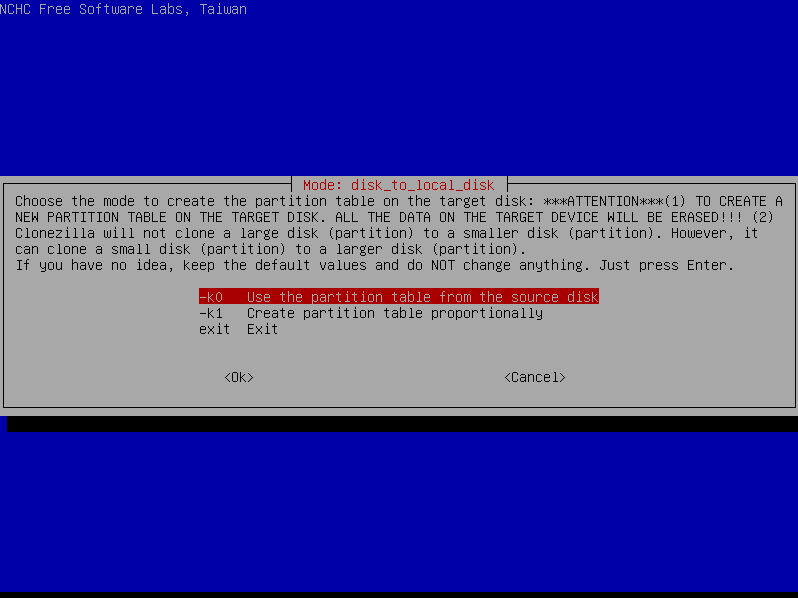 NCHC Free Software Labs, Taiwan
Mode: disk_to_local_disk
Choose the mode to create the partition table on the target disk: ***ATTENTION***(1) TO CREATE A
NEW PARTITION TABLE ON THE TARGET DISK. ALL THE DATA ON THE TARGET DEVICE WILL BE ERASED!!! (2)
Clonezilla will not clone a large disk (partition) to a smaller disk (partition). However, it
can clone a small disk (partition) to a larger disk (partition).
If you have no idea, keep the default values and do NOT change anything. Just press Enter.
-k0 Use the partition table from the source disk
-k1 Create partition table proportionally
exit Exit
<Ok> <Cancel>